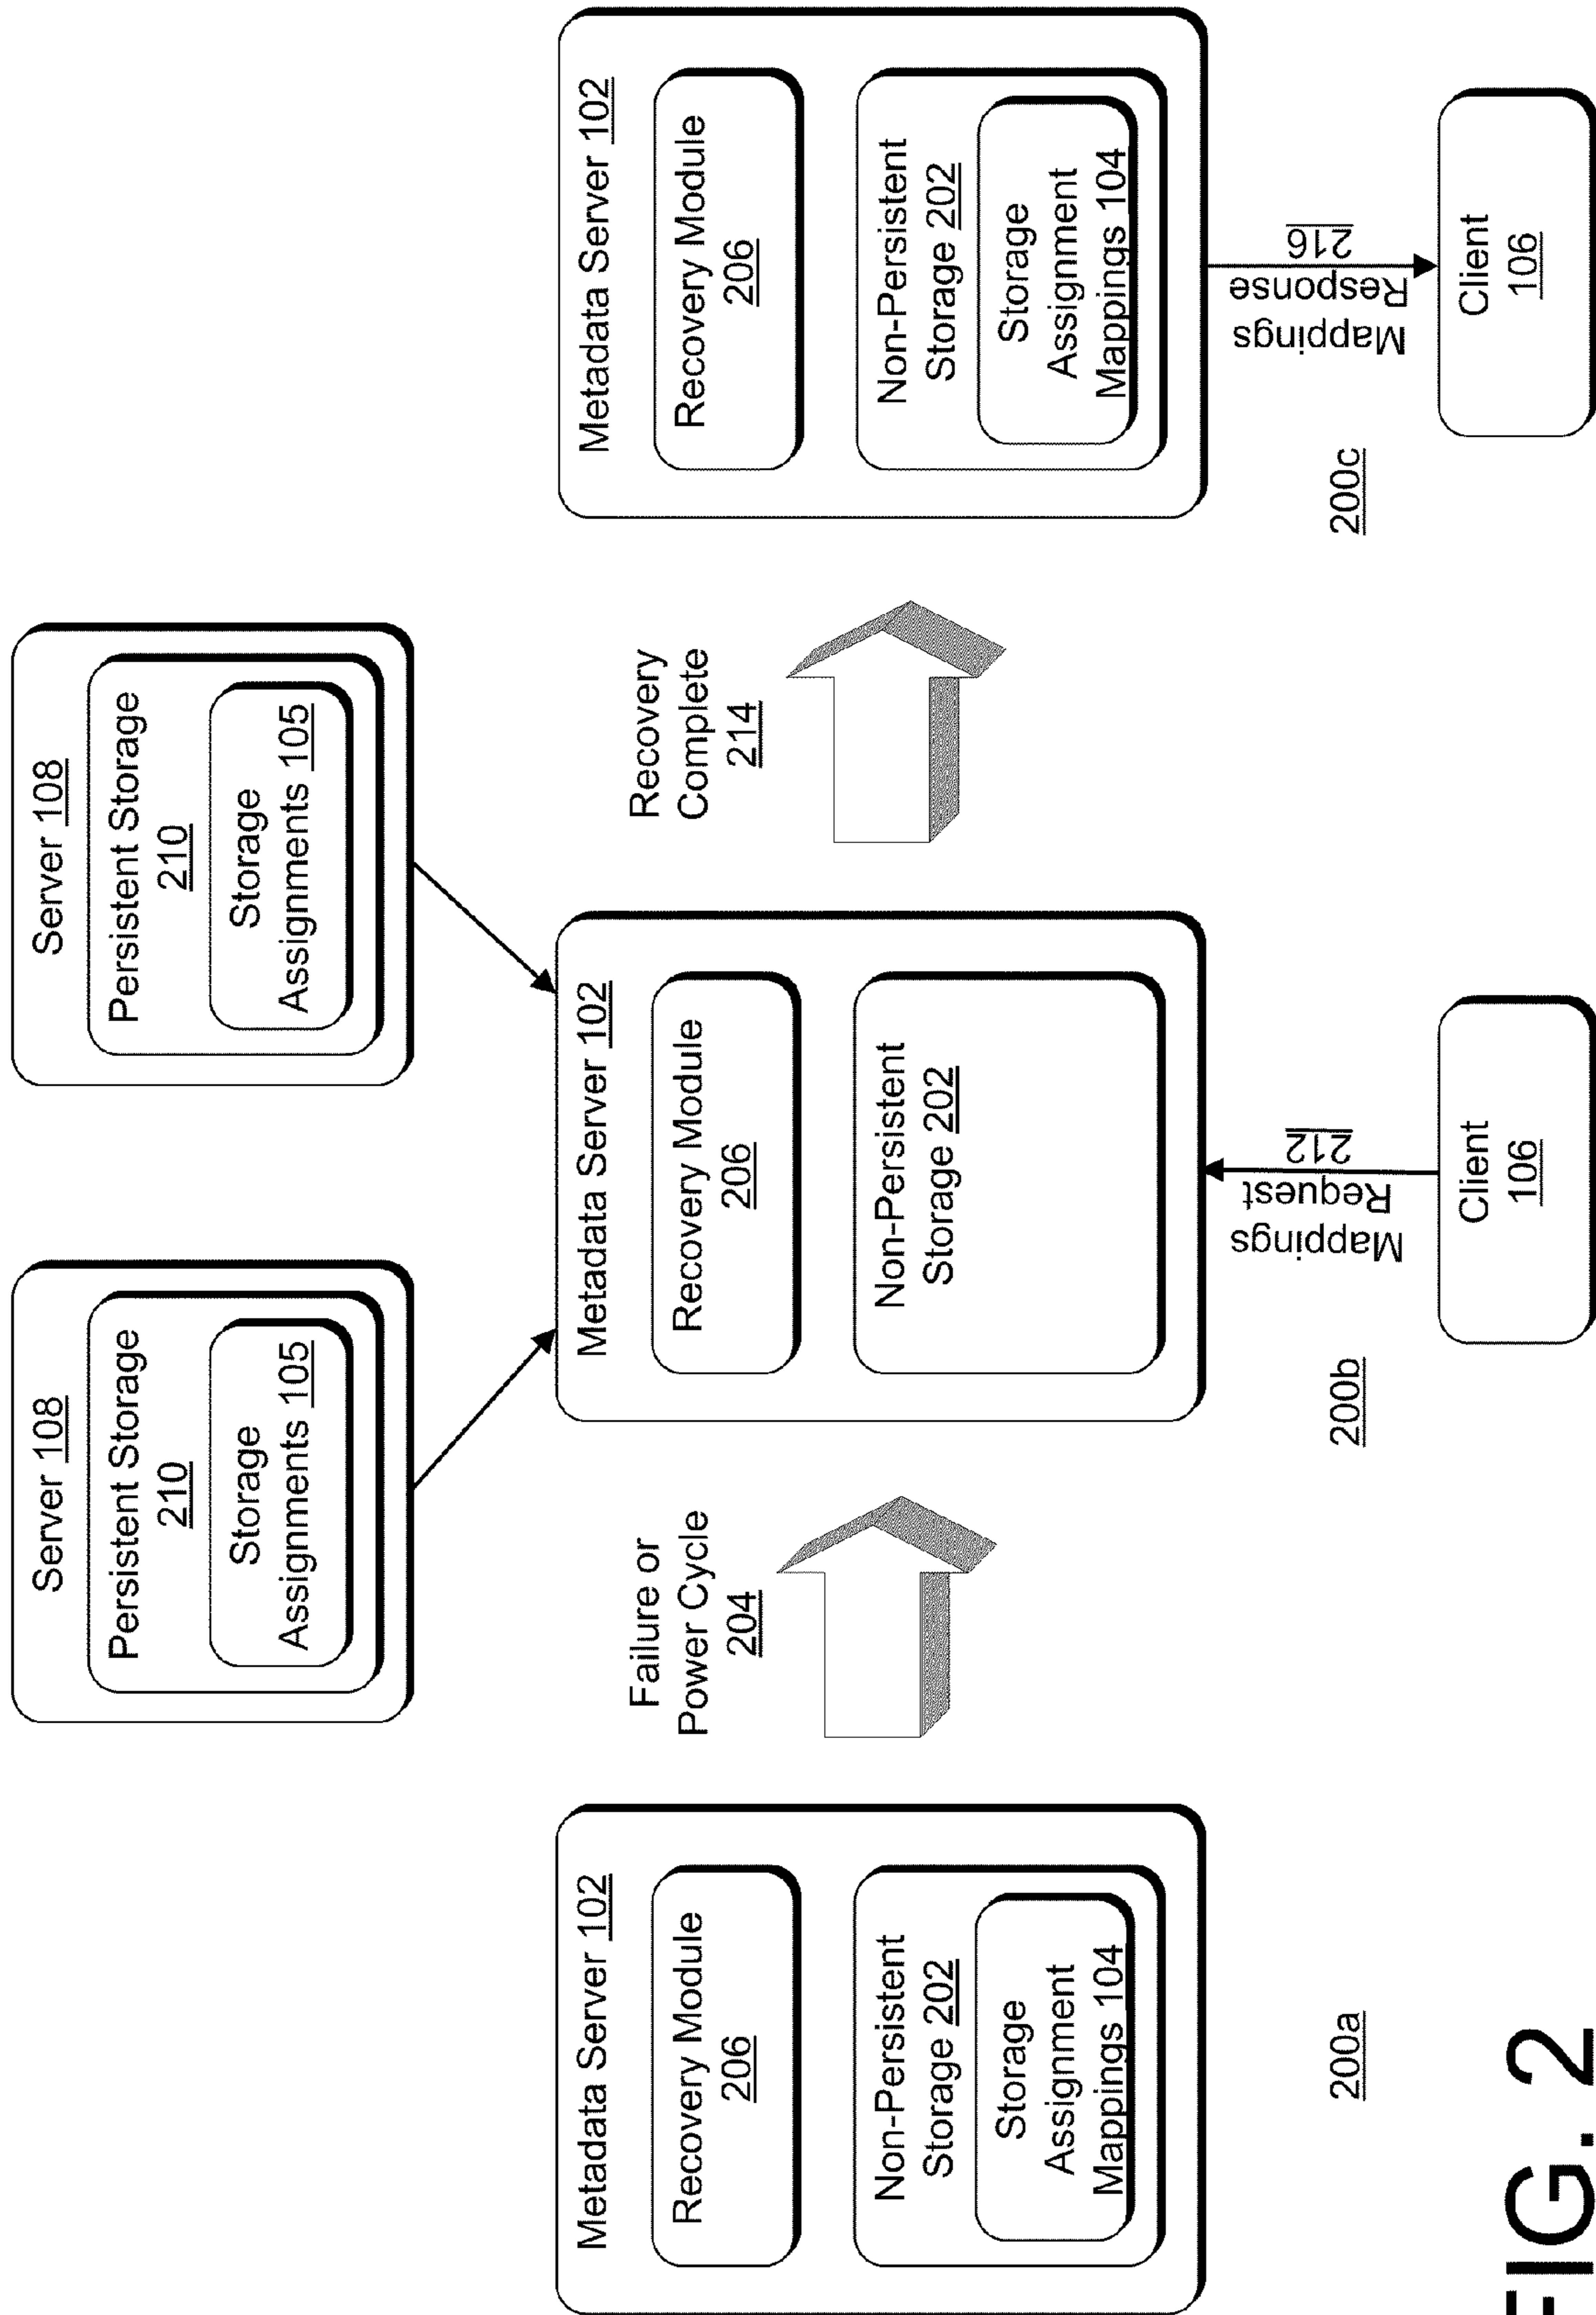 Server 108
Persistent Storage
210
Storage
Assignments 105
Server 108
Persistent Storage
210
Storage
Assignments 105
Metadata Server 102
Recovery Module
206
Non-Persistent
Storage 202
Storage
Assignment
Mappings 104
Failure or
Power Cycle
204
Metadata Server 102
Recovery Module
206
Non-Persistent
Storage 202
Recovery
Complete
214
Metadata Server 102
Recovery Module
206
Non-Persistent
Storage 202
Storage
Assignment
Mappings 104
Mappings
Request
212
Mappings
Response
216
200a
200b
200c
Client
106
Client
106
FIG. 2